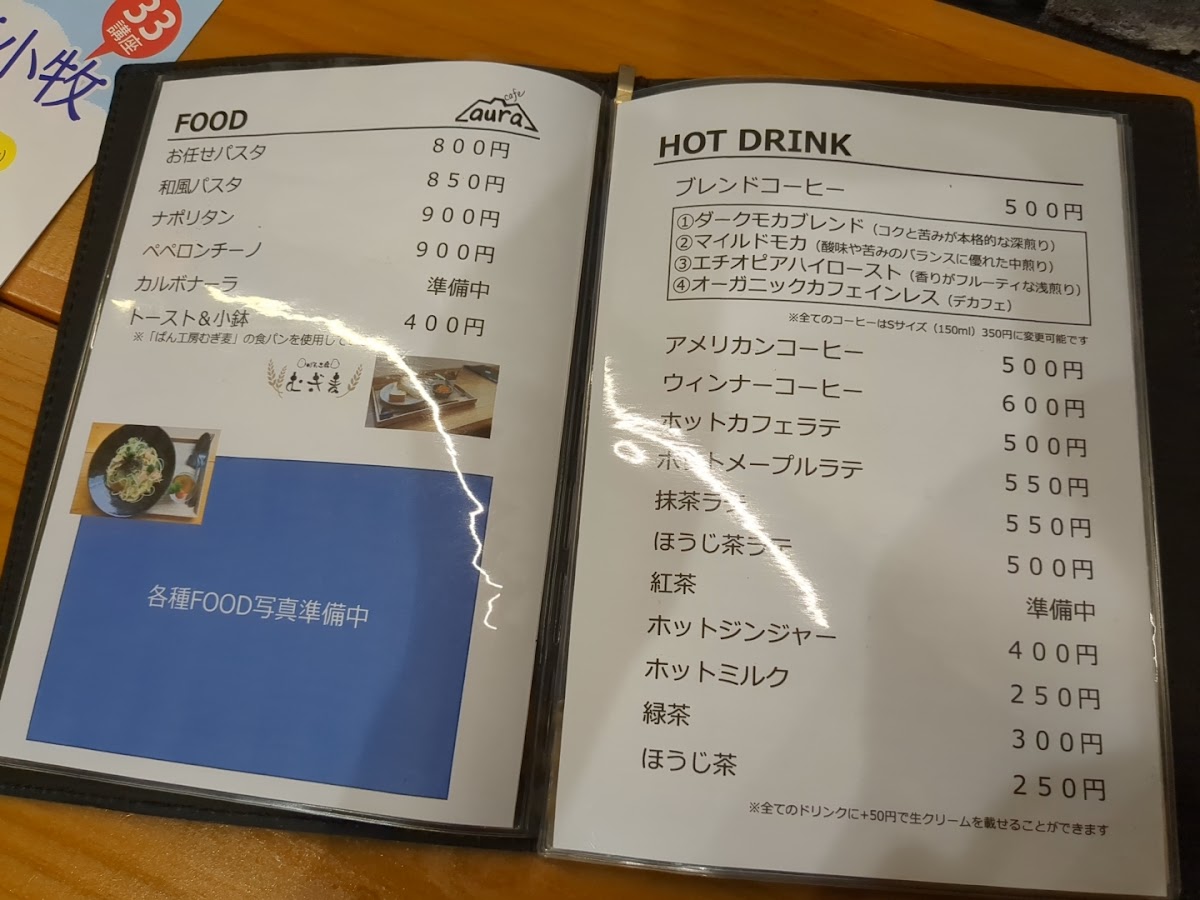 33
講座
小牧
FOOD
cafe
aura
お任せパスタ ８００円
和風パスタ ８５０円
ナポリタン ９００円
ペペロンチーノ ９００円
カルボナーラ 準備中
トースト＆小鉢 ４００円
※「ぱん工房むぎ麦」の食パンを使用して
むぎ麦
各種FOOD写真準備中
HOT DRINK
ブレンドコーヒー ５００円
①ダークモカブレンド（コクと苦みが本格的な深煎り）
②マイルドモカ（酸味や苦みのバランスに優れた中煎り）
③エチオピアハイロースト（香りがフルーティな浅煎り）
④オーガニックカフェインレス（デカフェ）
※全てのコーヒーはSサイズ（150ml）350円に変更可能です
アメリカンコーヒー ５００円
ウィンナーコーヒー ６００円
ホットカフェラテ ５００円
ホットメープルラテ ５５０円
抹茶ラテ ５５０円
ほうじ茶ラテ ５００円
紅茶 準備中
ホットジンジャー ４００円
ホットミルク ２５０円
緑茶 ３００円
ほうじ茶 ２５０円
※全てのドリンクに+50円で生クリームを載せることができます